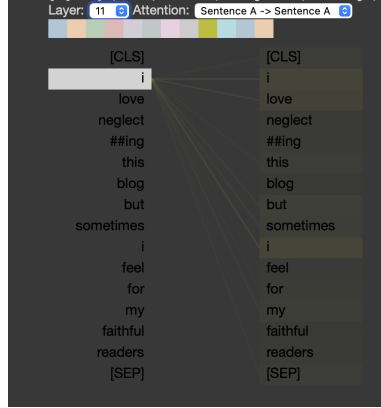 Layer: 11 Attention: Sentence A -> Sentence A
[CLS] [CLS]
i i
love love
neglect neglect
##ing ##ing
this this
blog blog
but but
sometimes sometimes
i i
feel feel
for for
my my
faithful faithful
readers readers
[SEP] [SEP]